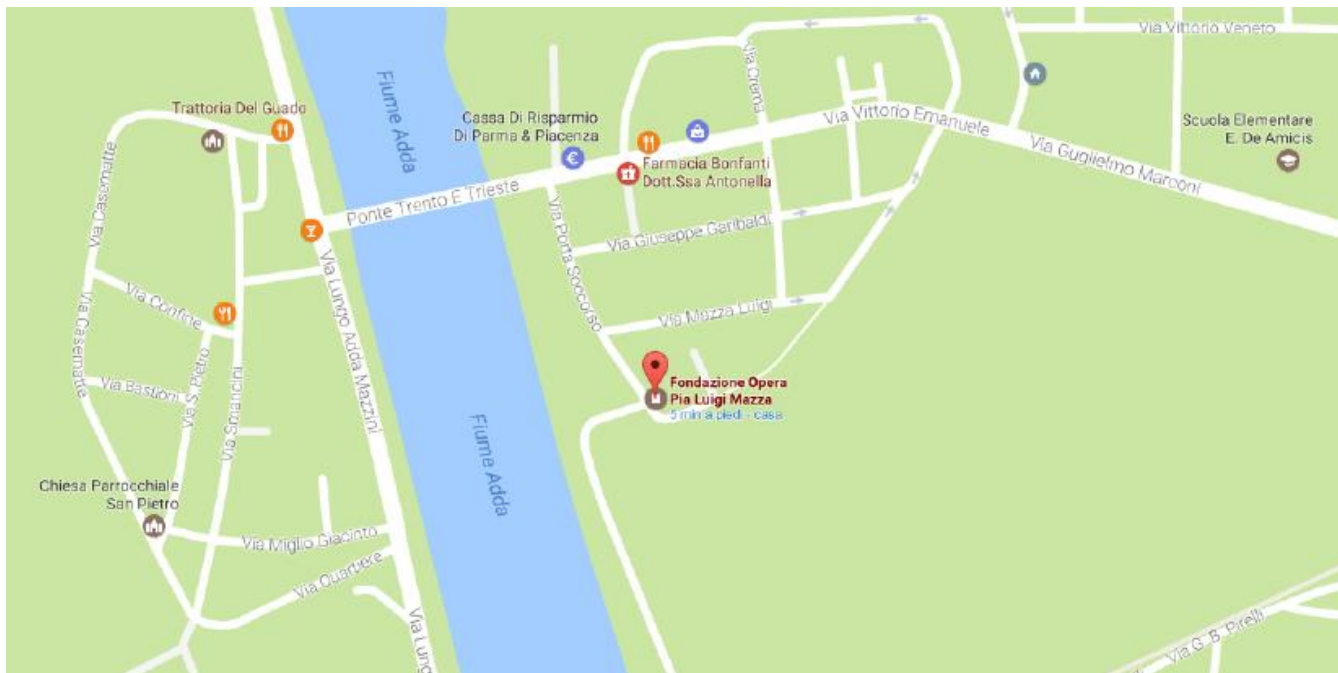 Via Vittorio Veneto
Trattoria Del Guado
Fiume Adda
Cassa Di Risparmio
Di Parma & Piacenza
€
Via Crema
Via Vittorio Emanuele
Scuola Elementare
E. De Amicis
Farmacia Bonfanti
Dott.Ssa Antonella
Via Guglielmo Marconi
Ponte Trento E Trieste
Via Casematte
Via Giuseppe Garibaldi
Via Porta Soccorso
Via Lungo Adda Mazzini
Via Confine
Via Mazza Luigi
Via Casematte
Via Bastioni
Via S. Pietro
Via Smancini
Fondazione Opera
Pia Luigi Mazza
5 min a piedi - casa
Fiume Adda
Chiesa Parrocchiale
San Pietro
Via Miglio Giacinto
Via Quartiere
Via Lungo
Via G. B. Pirelli